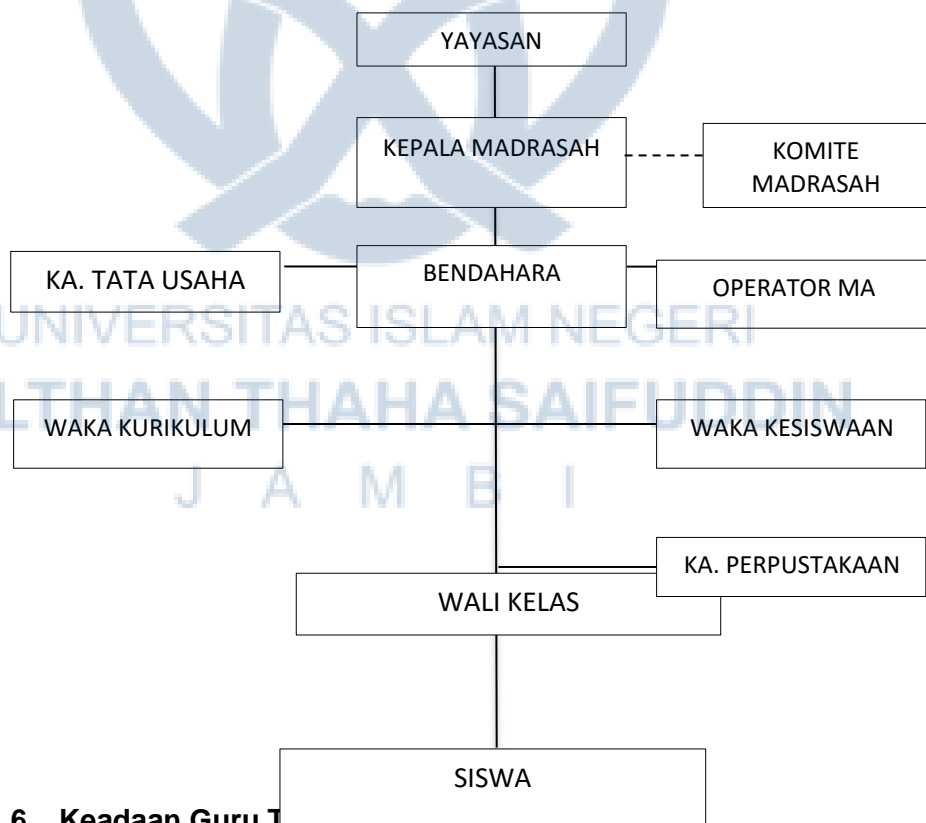 YAYASAN
KEPALA MADRASAH
KOMITE
MADRASAH
KA. TATA USAHA
BENDAHARA
OPERATOR MA
UNIVERSITAS ISLAM NEGERI
LTHAN THAHA SAIFUDDIN
WAKA KURIKULUM
WAKA KESISWAAN
J A M B I
KA. PERPUSTAKAAN
WALI KELAS
SISWA
6. Keadaan Guru T